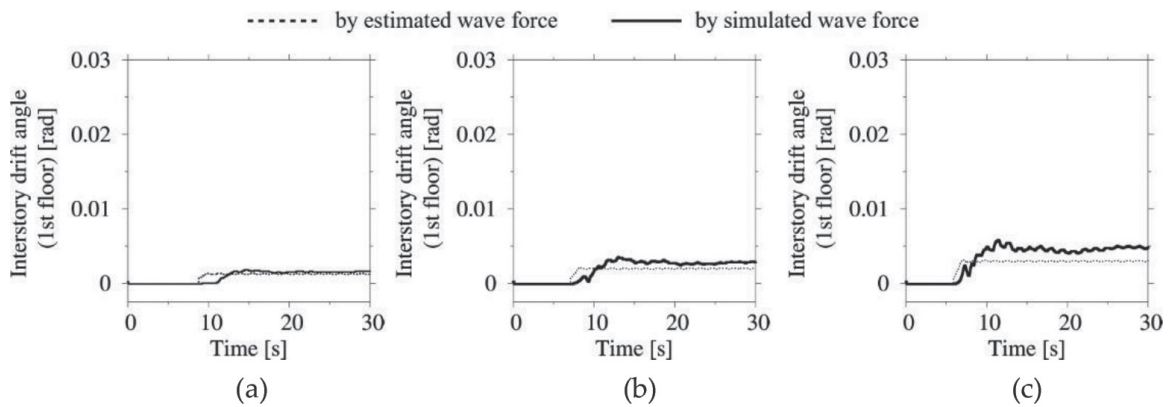 by estimated wave force by simulated wave force
Interstory drift angle
(1st floor) [rad]
0.03
0.02
0.01
0
0 10 20 30
Time [s]
(a)
Interstory drift angle
(1st floor) [rad]
0.03
0.02
0.01
0
0 10 20 30
Time [s]
(b)
Interstory drift angle
(1st floor) [rad]
0.03
0.02
0.01
0
0 10 20 30
Time [s]
(c)